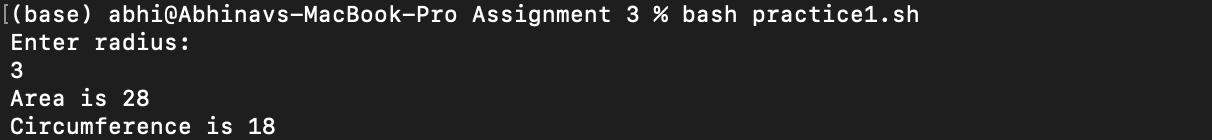 [(base) abhi@Abhinavs-MacBook-Pro Assignment 3 % bash practice1.sh
Enter radius:
3
Area is 28
Circumference is 18